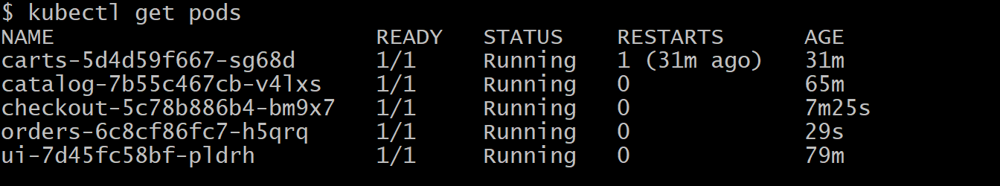 $ kubectl get pods
NAME                        READY   STATUS    RESTARTS      AGE
carts-5d4d59f667-sg68d      1/1     Running   1 (31m ago)   31m
catalog-7b55c467cb-v4lxs    1/1     Running   0             65m
checkout-5c78b886b4-bm9x7   1/1     Running   0             7m25s
orders-6c8cf86fc7-h5qrq     1/1     Running   0             29s
ui-7d45fc58bf-pldrh         1/1     Running   0             79m